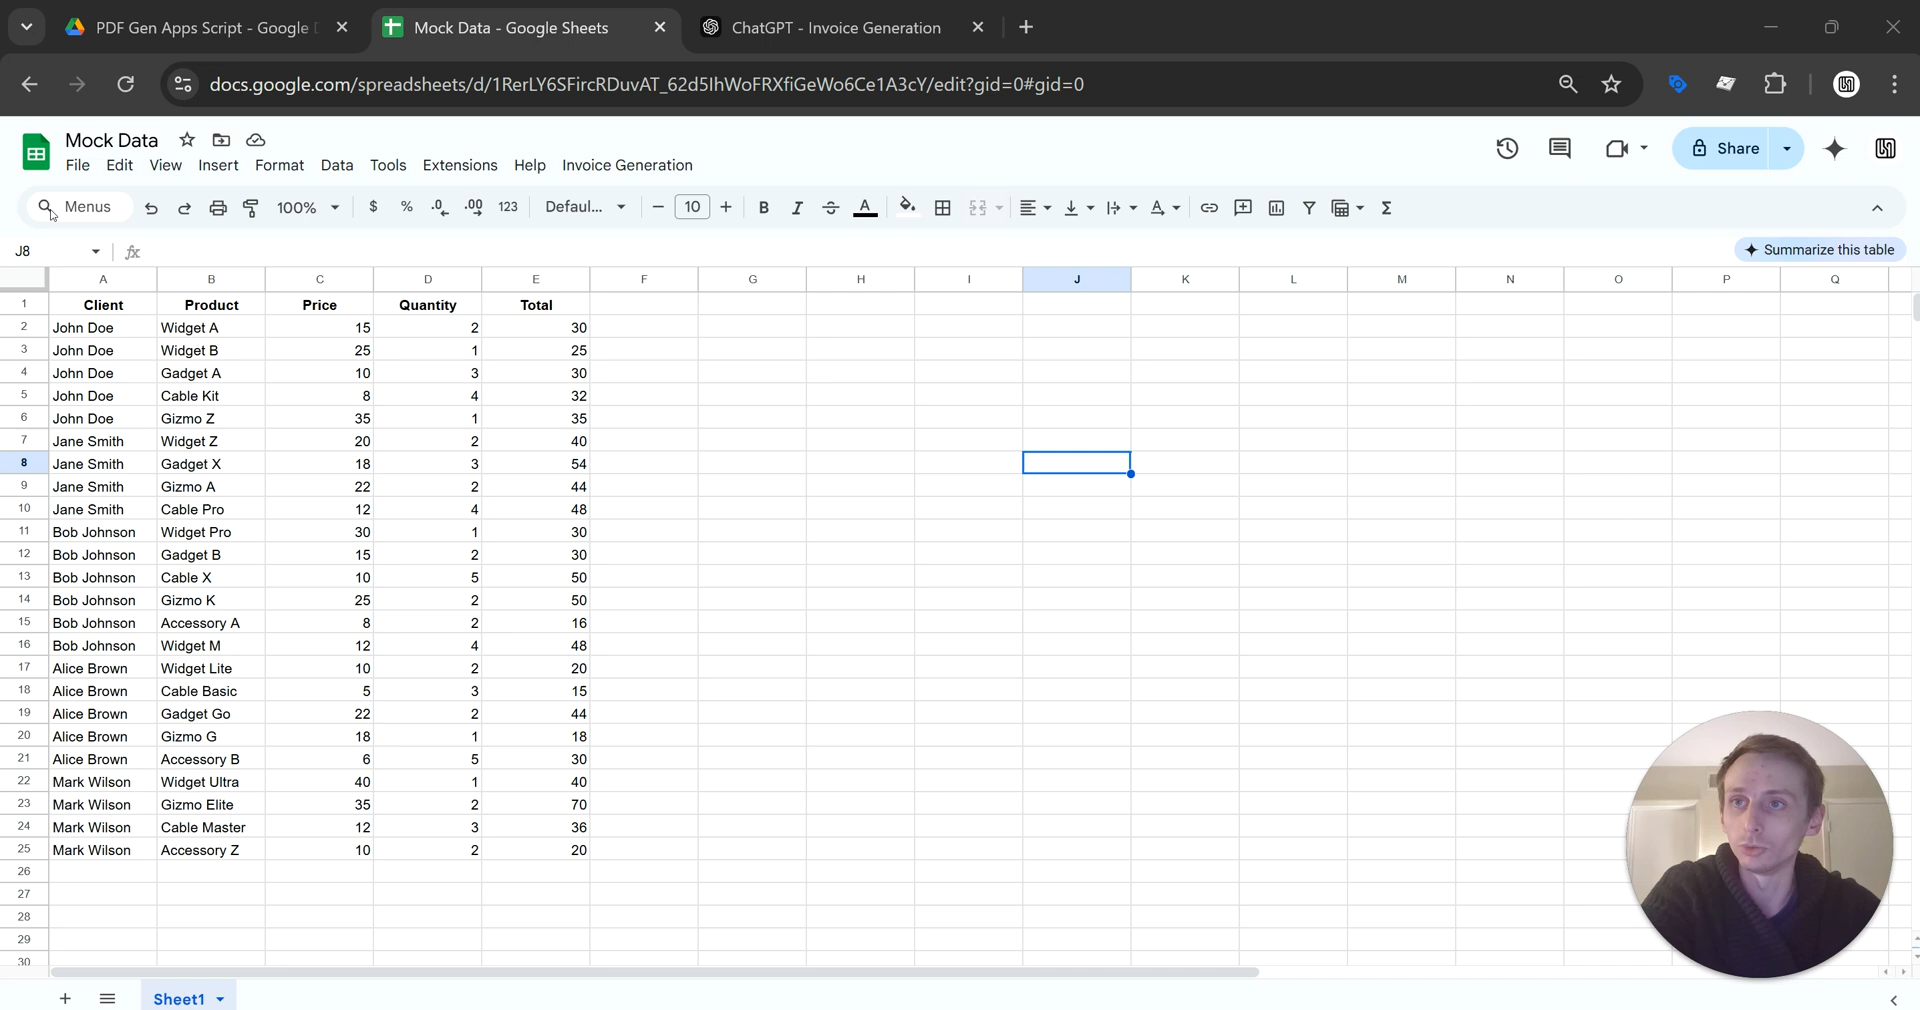 PDF Gen Apps Script - Google D
Mock Data - Google Sheets
ChatGPT - Invoice Generation
docs.google.com/spreadsheets/d/1RerLY6SFircRDuvAT_62d5IhWoFRXfiGeWo6Ce1A3cY/edit?gid=0#gid=0
Mock Data
File Edit View Insert Format Data Tools Extensions Help Invoice Generation
Share
Menus 100% $ % .0 .00 123 Defaul... 10 B I A
J8 fx
Summarize this table
A B C D E F G H I J K L M N O P Q
1 Client Product Price Quantity Total
2 John Doe Widget A 15 2 30
3 John Doe Widget B 25 1 25
4 John Doe Gadget A 10 3 30
5 John Doe Cable Kit 8 4 32
6 John Doe Gizmo Z 35 1 35
7 Jane Smith Widget Z 20 2 40
8 Jane Smith Gadget X 18 3 54
9 Jane Smith Gizmo A 22 2 44
10 Jane Smith Cable Pro 12 4 48
11 Bob Johnson Widget Pro 30 1 30
12 Bob Johnson Gadget B 15 2 30
13 Bob Johnson Cable X 10 5 50
14 Bob Johnson Gizmo K 25 2 50
15 Bob Johnson Accessory A 8 2 16
16 Bob Johnson Widget M 12 4 48
17 Alice Brown Widget Lite 10 2 20
18 Alice Brown Cable Basic 5 3 15
19 Alice Brown Gadget Go 22 2 44
20 Alice Brown Gizmo G 18 1 18
21 Alice Brown Accessory B 6 5 30
22 Mark Wilson Widget Ultra 40 1 40
23 Mark Wilson Gizmo Elite 35 2 70
24 Mark Wilson Cable Master 12 3 36
25 Mark Wilson Accessory Z 10 2 20
26
27
28
29
30
Sheet1